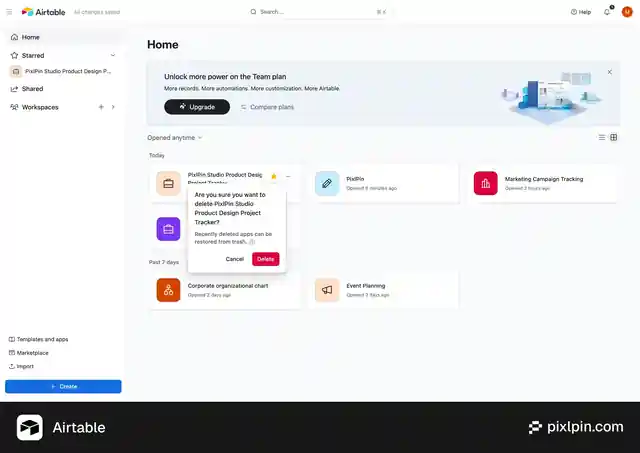 Airtable
All changes saved
Search...
⌘ K
Help
M
Home
Starred
PixlPin Studio Product Design P...
Shared
Workspaces
Home
Unlock more power on the Team plan
More records. More automations. More customization. More Airtable.
Upgrade
Compare plans
Opened anytime
Today
PixlPin Studio Product Design
Project Tracker
PixlPin
Opened 9 minutes ago
Marketing Campaign Tracking
Opened 2 hours ago
Are you sure you want to
delete PixlPin Studio
Product Design Project
Tracker?
Recently deleted apps can be
restored from trash.
Cancel
Delete
Past 7 days
Corporate organizational chart
Opened 2 days ago
Event Planning
Opened 3 days ago
Templates and apps
Marketplace
Import
+ Create
Airtable
pixlpin.com